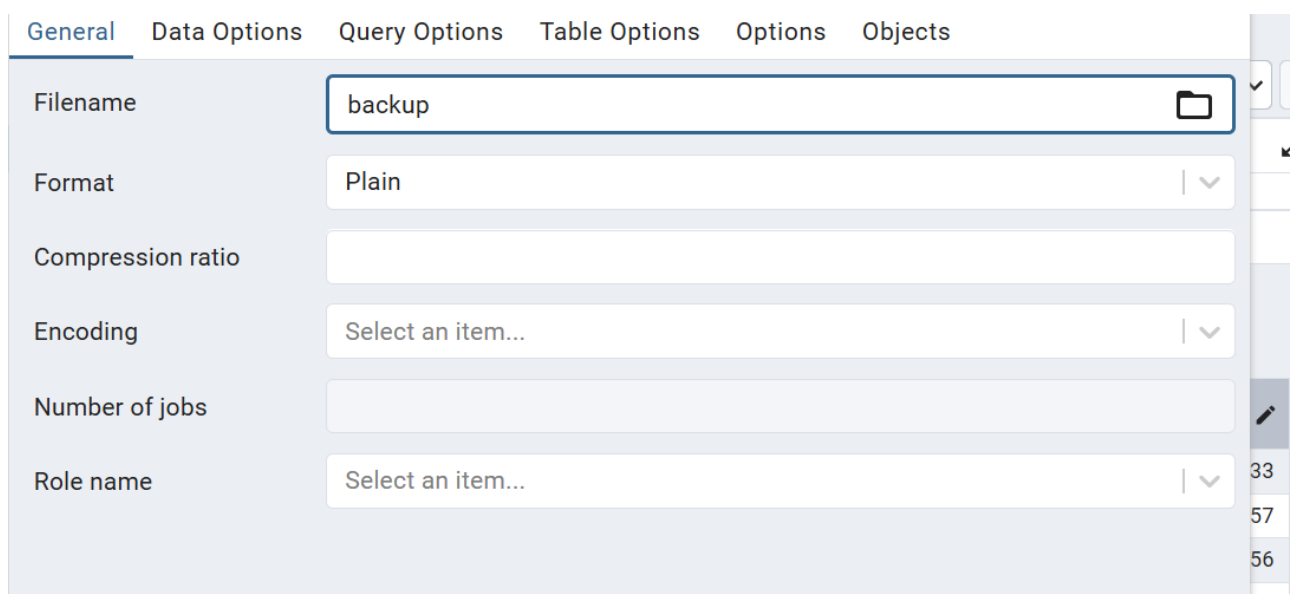 General Data Options Query Options Table Options Options Objects
Filename backup
Format Plain
Compression ratio
Encoding Select an item...
Number of jobs
Role name Select an item...
33
57
56